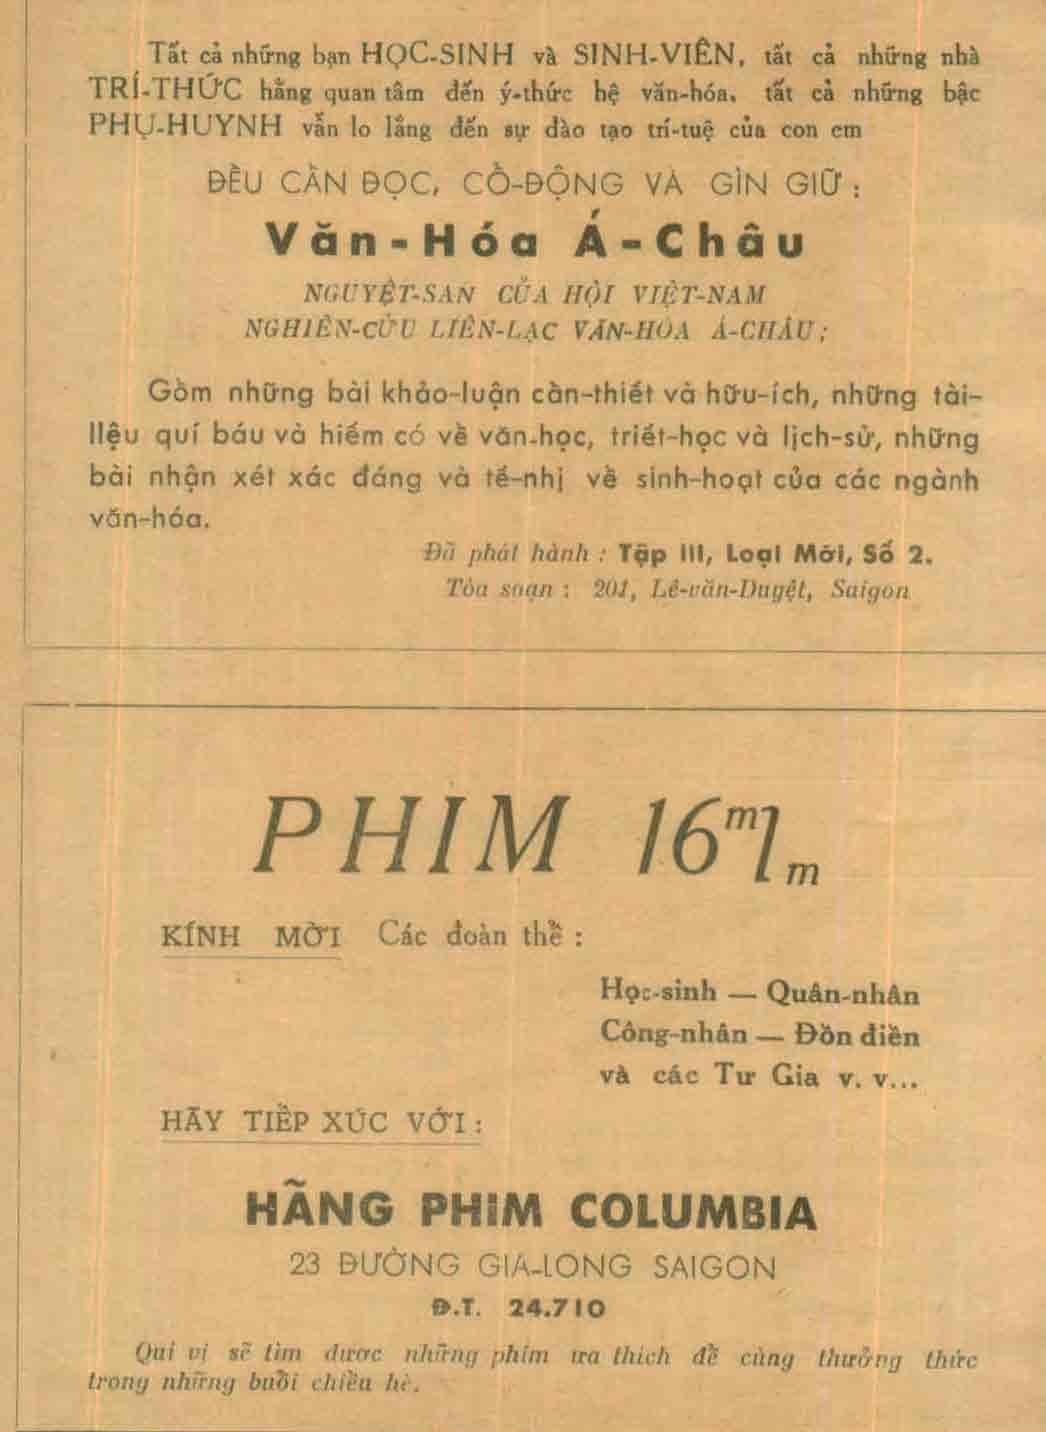 Tất cả những bạn HỌC-SINH và SINH-VIÊN, tất cả những nhà
TRÍ-THỨC hằng quan tâm đến ý-thức hệ văn-hóa, tất cả những bậc
PHỤ-HUYNH vẫn lo lắng đến sự đào tạo trí-tuệ của con em
ĐỀU CẦN ĐỌC, CỔ-ĐỘNG VÀ GÌN GIỮ :
Văn-Hóa Á-Châu
NGUYỆT-SAN CỦA HỘI VIỆT-NAM
NGHIÊN-CỨU LIÊN-LẠC VĂN-HÓA Á-CHÂU ;
Gồm những bài khảo-luận cần-thiết và hữu-ích, những tài-
liệu quí báu và hiếm có về văn-học, triết-học và lịch-sử, những
bài nhận xét xác đáng và tế-nhị về sinh-hoạt của các ngành
văn-hóa.
Đã phát hành : Tập III, Loại Mới, Số 2.
Tòa soạn : 201, Lê-văn-Duyệt, Saigon
PHIM 16m/m
KÍNH MỜI Các đoàn thể :
Học-sinh — Quân-nhân
Công-nhân — Đồn điền
và các Tư Gia v. v...
HÃY TIẾP XÚC VỚI :
HÃNG PHIM COLUMBIA
23 ĐƯỜNG GIA-LONG SAIGON
Đ.T. 24.710
Quí vị sẽ tìm được những phim ưa thích để cùng thưởng thức
trong những buổi chiều hè.